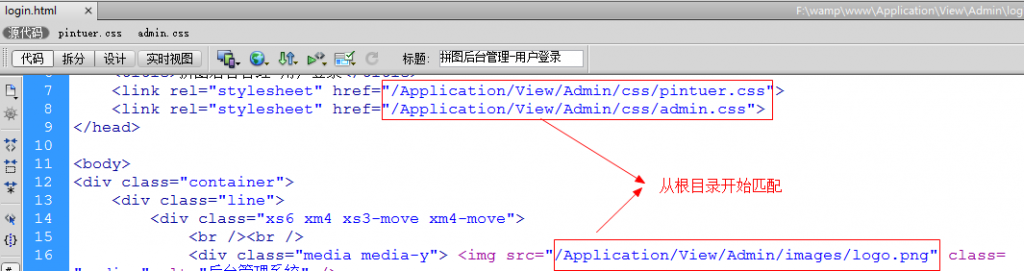 login.html
F:\wamp\www\Application\View\Admin\log
源代码 pintuer.css admin.css
代码 拆分 设计 实时视图 标题: 拼图后台管理-用户登录
7 <link rel="stylesheet" href="/Application/View/Admin/css/pintuer.css">
8 <link rel="stylesheet" href="/Application/View/Admin/css/admin.css">
9 </head>
10
11 <body>
12 <div class="container">
从根目录开始匹配
13 <div class="line">
14 <div class="xs6 xm4 xs3-move xm4-move">
15 <br /><br />
16 <div class="media media-y"> <img src="/Application/View/Admin/images/logo.png" class=